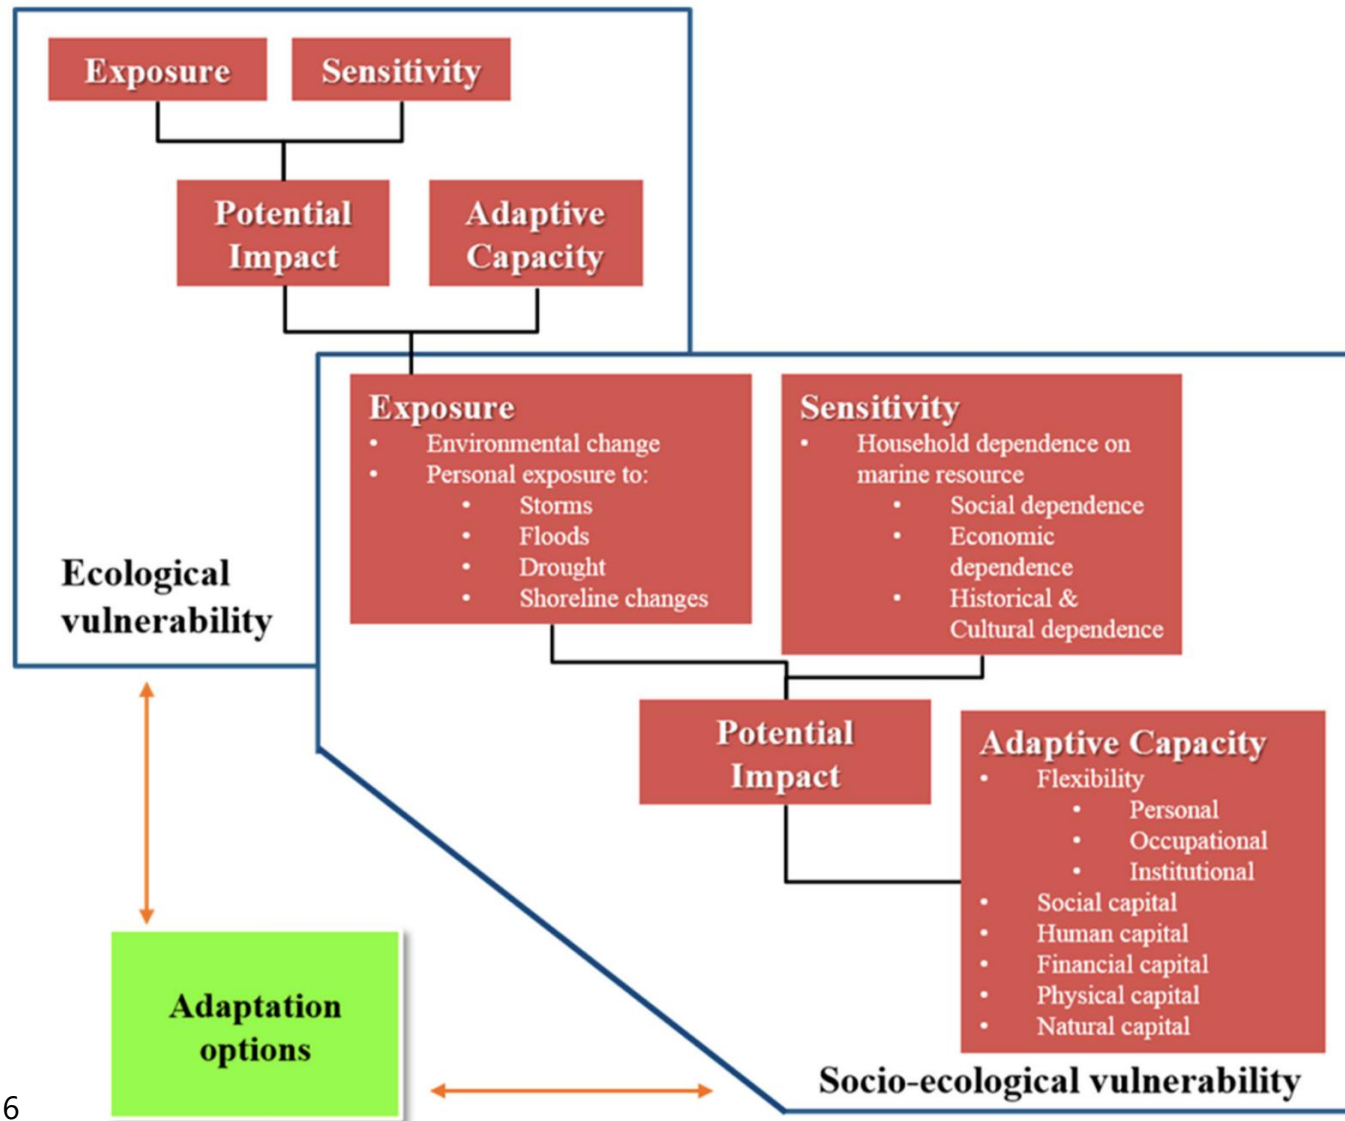 Exposure
Sensitivity
Potential
Impact
Adaptive
Capacity
Exposure
• Environmental change
• Personal exposure to:
• Storms
• Floods
• Drought
• Shoreline changes
Sensitivity
• Household dependence on
marine resource
• Social dependence
• Economic
dependence
• Historical &
Cultural dependence
Ecological
vulnerability
Potential
Impact
Adaptive Capacity
• Flexibility
• Personal
• Occupational
• Institutional
• Social capital
• Human capital
• Financial capital
• Physical capital
• Natural capital
Adaptation
options
Socio-ecological vulnerability
6